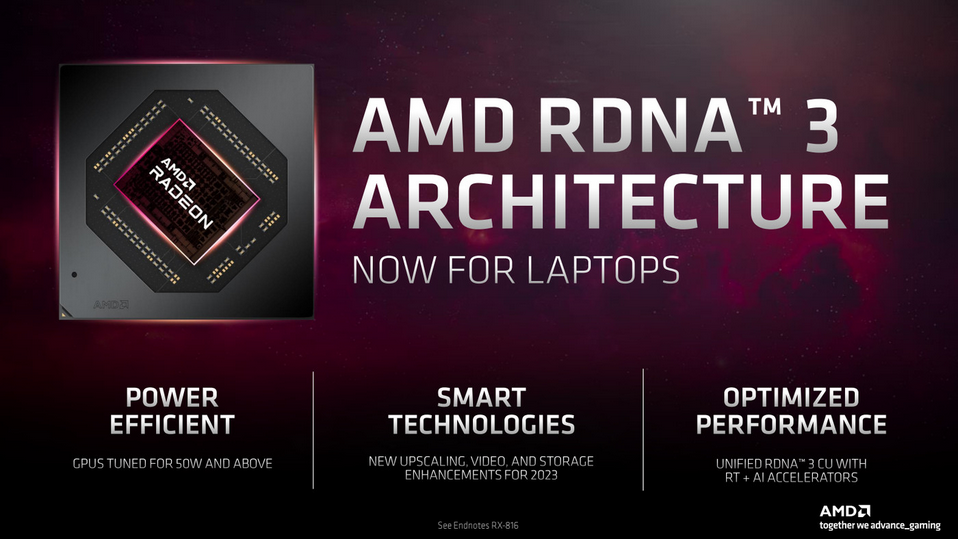 AMD
RADEON
AMD
AMD RDNA™ 3
ARCHITECTURE
NOW FOR LAPTOPS
POWER
EFFICIENT
GPUS TUNED FOR 50W AND ABOVE
SMART
TECHNOLOGIES
NEW UPSCALING, VIDEO, AND STORAGE
ENHANCEMENTS FOR 2023
OPTIMIZED
PERFORMANCE
UNIFIED RDNA™ 3 CU WITH
RT + AI ACCELERATORS
See Endnotes RX-816
AMD
together we advance_gaming